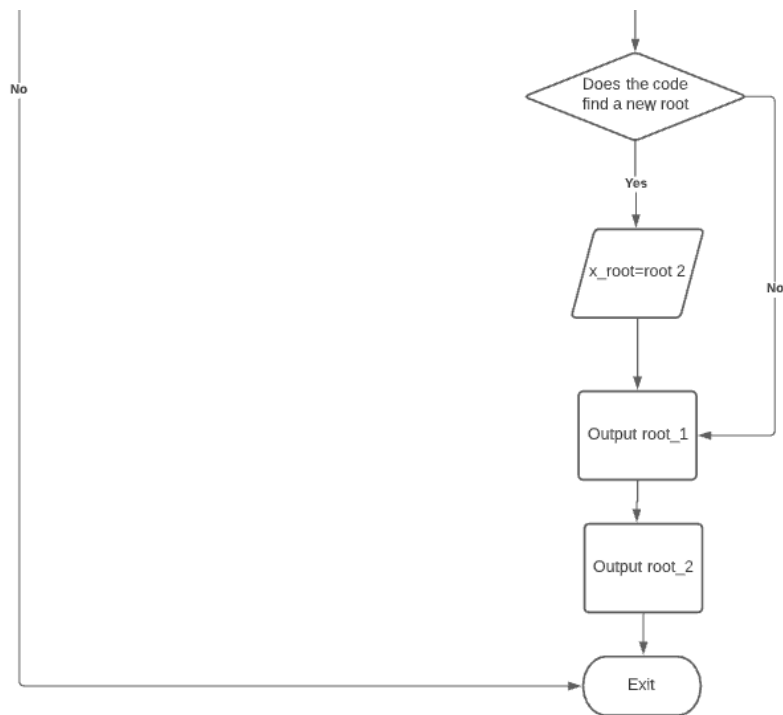 No
Does the code
find a new root
Yes
x_root=root 2
No
Output root_1
Output root_2
Exit